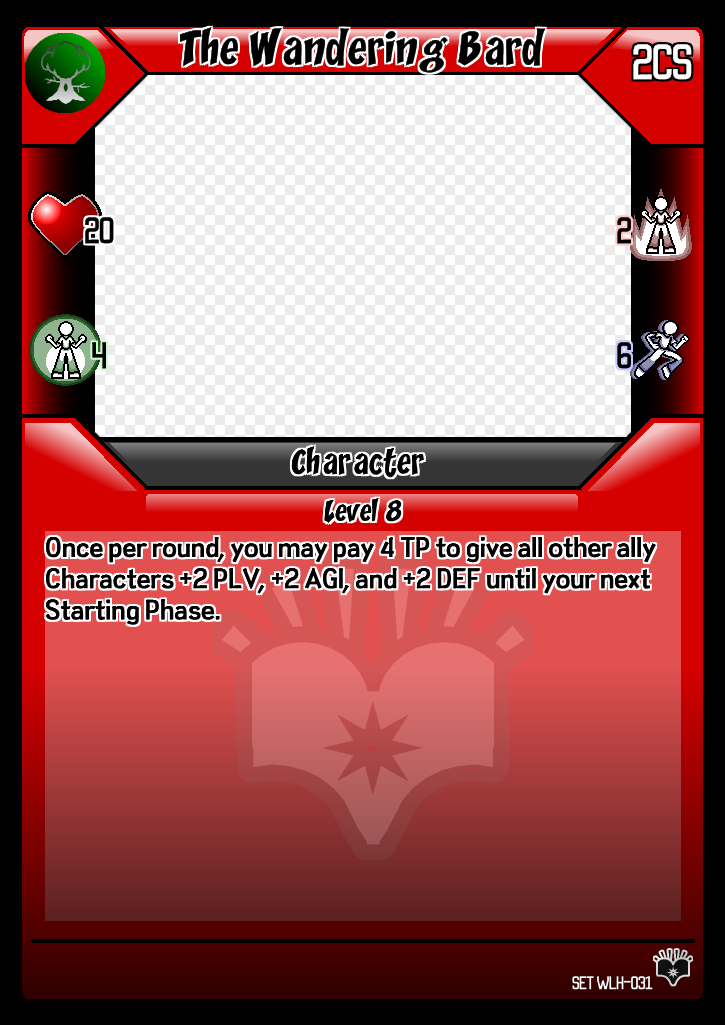 The Wandering Bard
2CS
20
2
4
6
Character
Level 8
Once per round, you may pay 4 TP to give all other ally
Characters +2 PLV, +2 AGI, and +2 DEF until your next
Starting Phase.
SET WLH-031